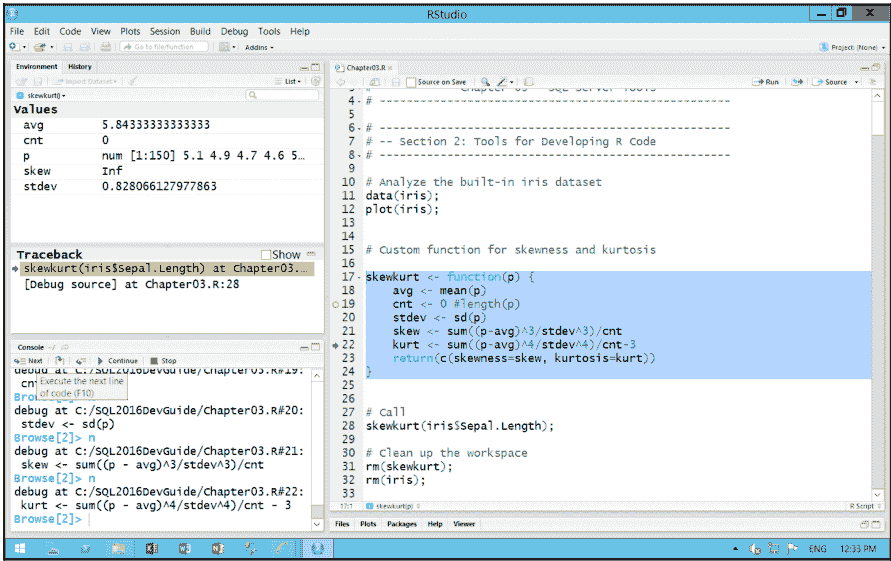 RStudio
File Edit Code View Plots Session Build Debug Tools Help
Go to file/function Addins Project: (None)
Environment History
Import Dataset List
skewkurt()
Values
avg 5.84333333333333
cnt 0
p num [1:150] 5.1 4.9 4.7 4.6 5...
skew Inf
stdev 0.828066127977863
Traceback Show
skewkurt(iris$Sepal.Length) at Chapter03....
[Debug source] at Chapter03.R:28
Console ~/
Next Continue Stop
debug at C:/SQL2016DevGuide/Chapter03.R#19:
cn
Execute the next line
of code (F10)
Bro
debug at C:/SQL2016DevGuide/Chapter03.R#20:
stdev <- sd(p)
Browse[2]> n
debug at C:/SQL2016DevGuide/Chapter03.R#21:
skew <- sum((p - avg)^3/stdev^3)/cnt
Browse[2]> n
debug at C:/SQL2016DevGuide/Chapter03.R#22:
kurt <- sum((p - avg)^4/stdev^4)/cnt - 3
Browse[2]>
Chapter03.R
Source on Save Run Source
3 # Chapter 03 SQL Server Tools
4 # ---------------------------------------------------
5
6 # ---------------------------------------------------
7 # -- Section 2: Tools for Developing R Code
8 # ---------------------------------------------------
9
10 # Analyze the built-in iris dataset
11 data(iris);
12 plot(iris);
13
14
15 # Custom function for skewness and kurtosis
16
17 skewkurt <- function(p) {
18 avg <- mean(p)
19 cnt <- 0 #length(p)
20 stdev <- sd(p)
21 skew <- sum((p-avg)^3/stdev^3)/cnt
22 kurt <- sum((p-avg)^4/stdev^4)/cnt-3
23 return(c(skewness=skew, kurtosis=kurt))
24 }
25
26
27 # Call
28 skewkurt(iris$Sepal.Length);
29
30 # Clean up the workspace
31 rm(skewkurt);
32 rm(iris);
33
17:1 skewkurt(p) R Script
Files Plots Packages Help Viewer
ENG 12:33 PM